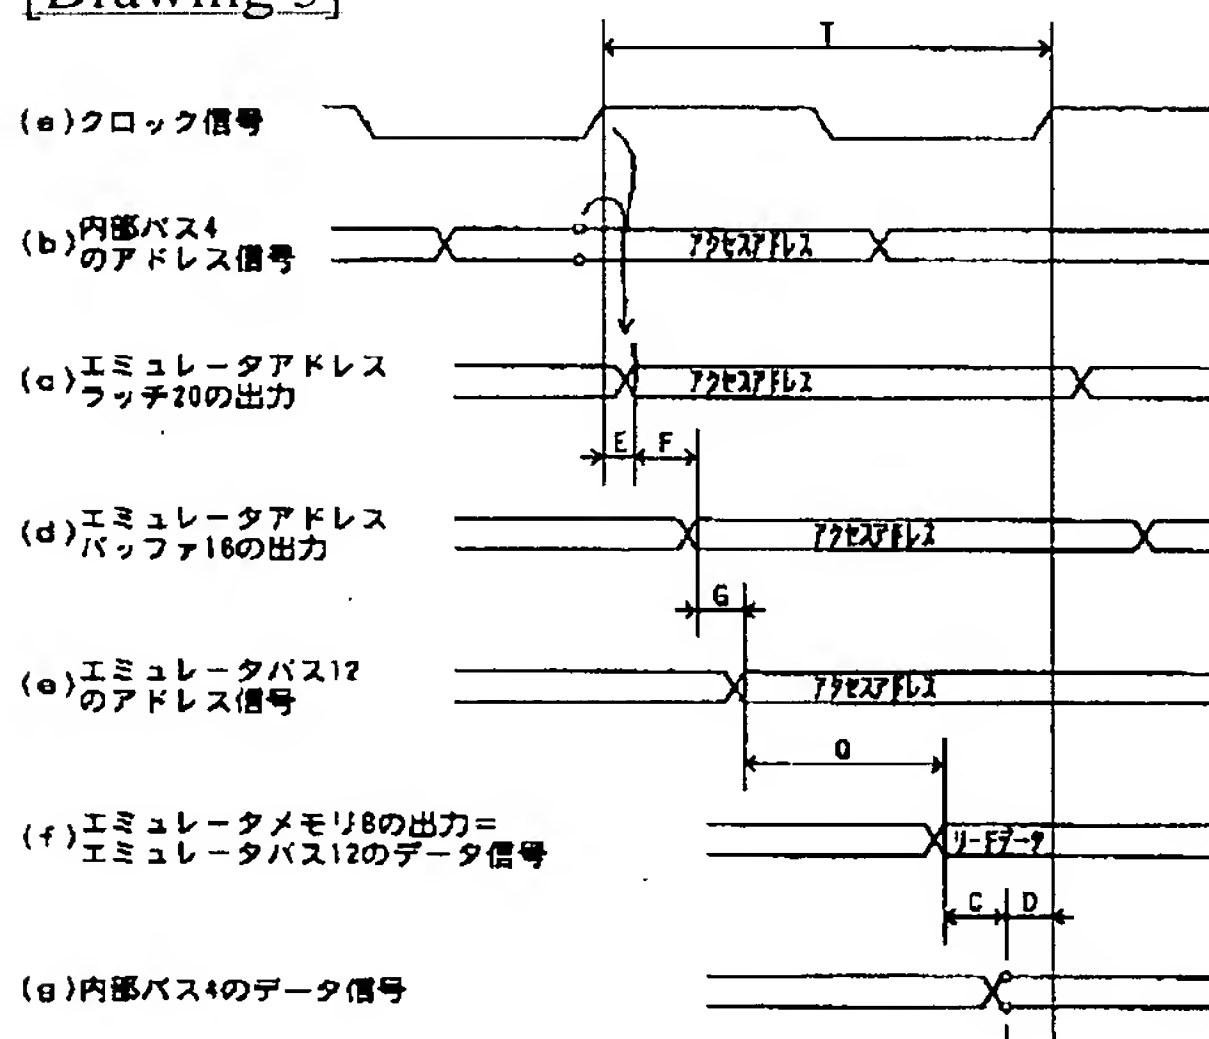 [Drawing 5]
T
(a)クロック信号
(b)内部バス4
のアドレス信号
アクセスアドレス
(c)エミュレータアドレス
ラッチ20の出力
アクセスアドレス
E F
(d)エミュレータアドレス
バッファ16の出力
アクセスアドレス
G
(e)エミュレータバス12
のアドレス信号
アクセスアドレス
Q
(f)エミュレータメモリ8の出力=
エミュレータバス12のデータ信号
リードデータ
C D
(g)内部バス4のデータ信号